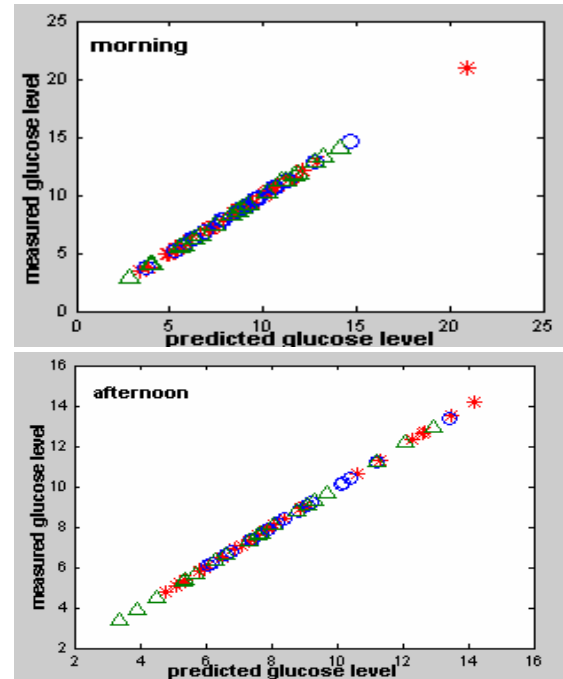 25
20
15
10
5
0
morning
measured glucose level
0 5 10 15 20 25
predicted glucose level
16
14
12
10
8
6
4
2
afternoon
measured glucose level
2 4 6 8 10 12 14 16
predicted glucose level